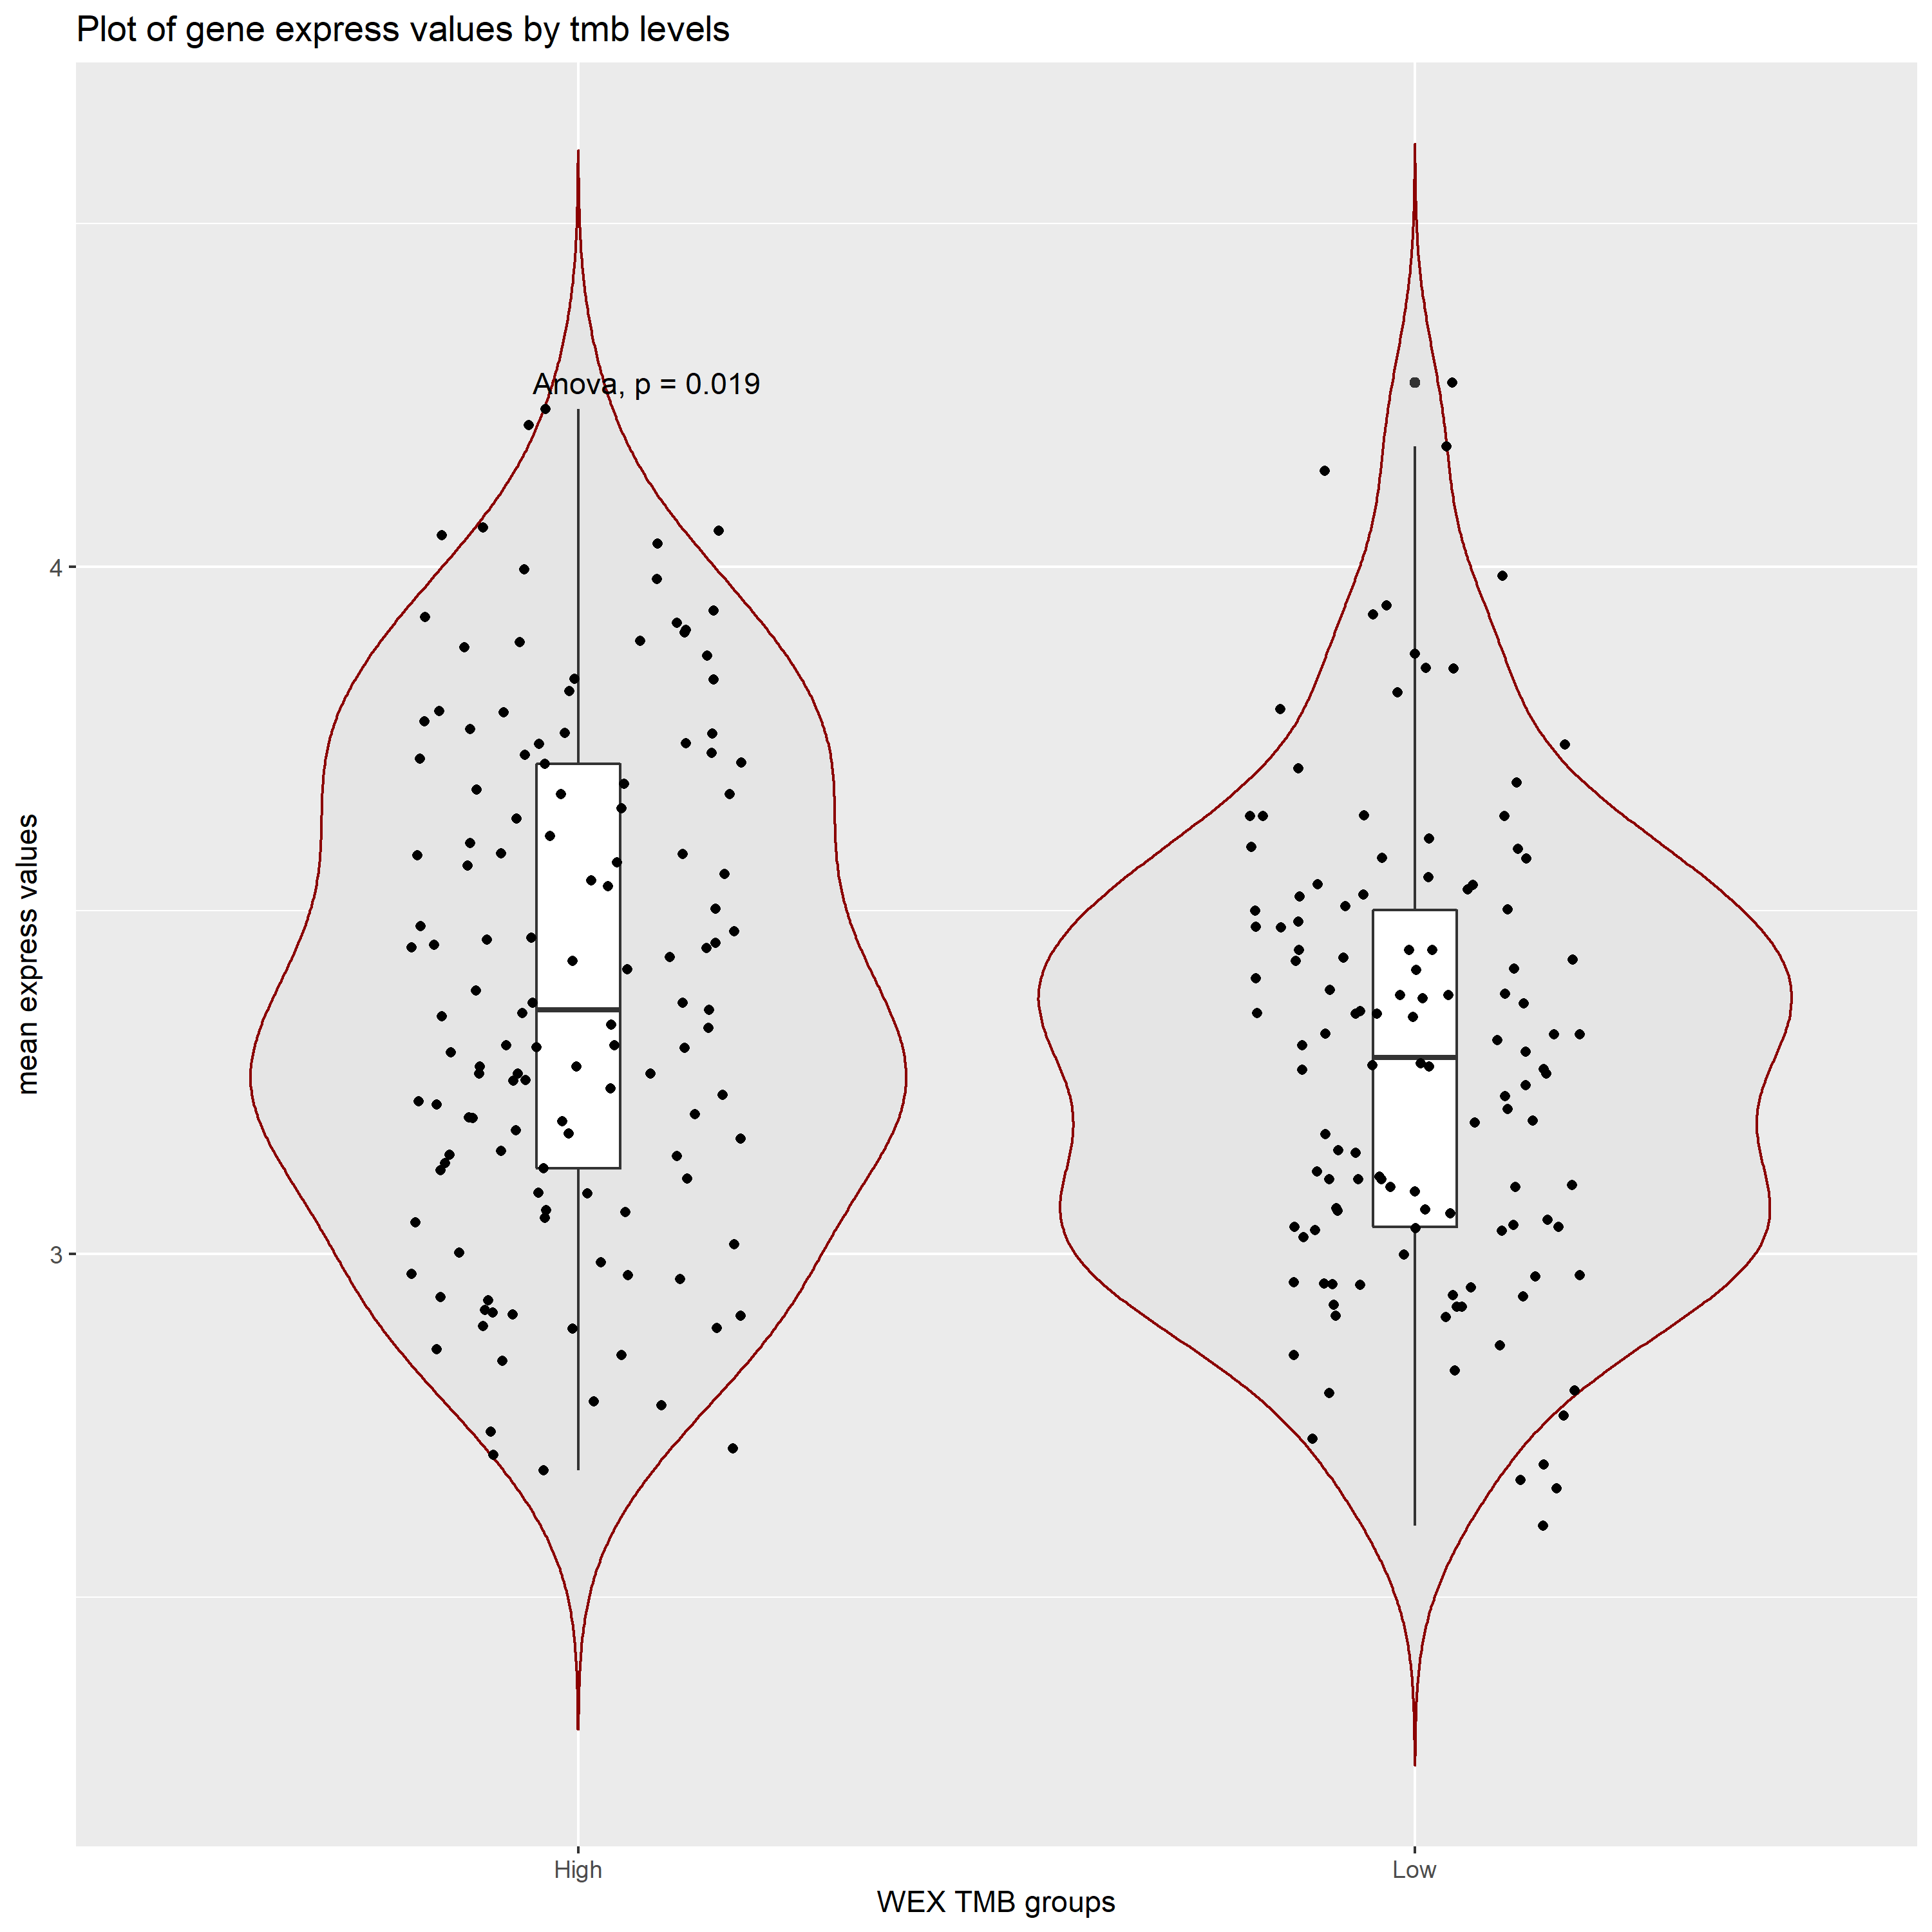 Plot of gene express values by tmb levels
Anova, p = 0.019
4
3
mean express values
High
Low
WEX TMB groups